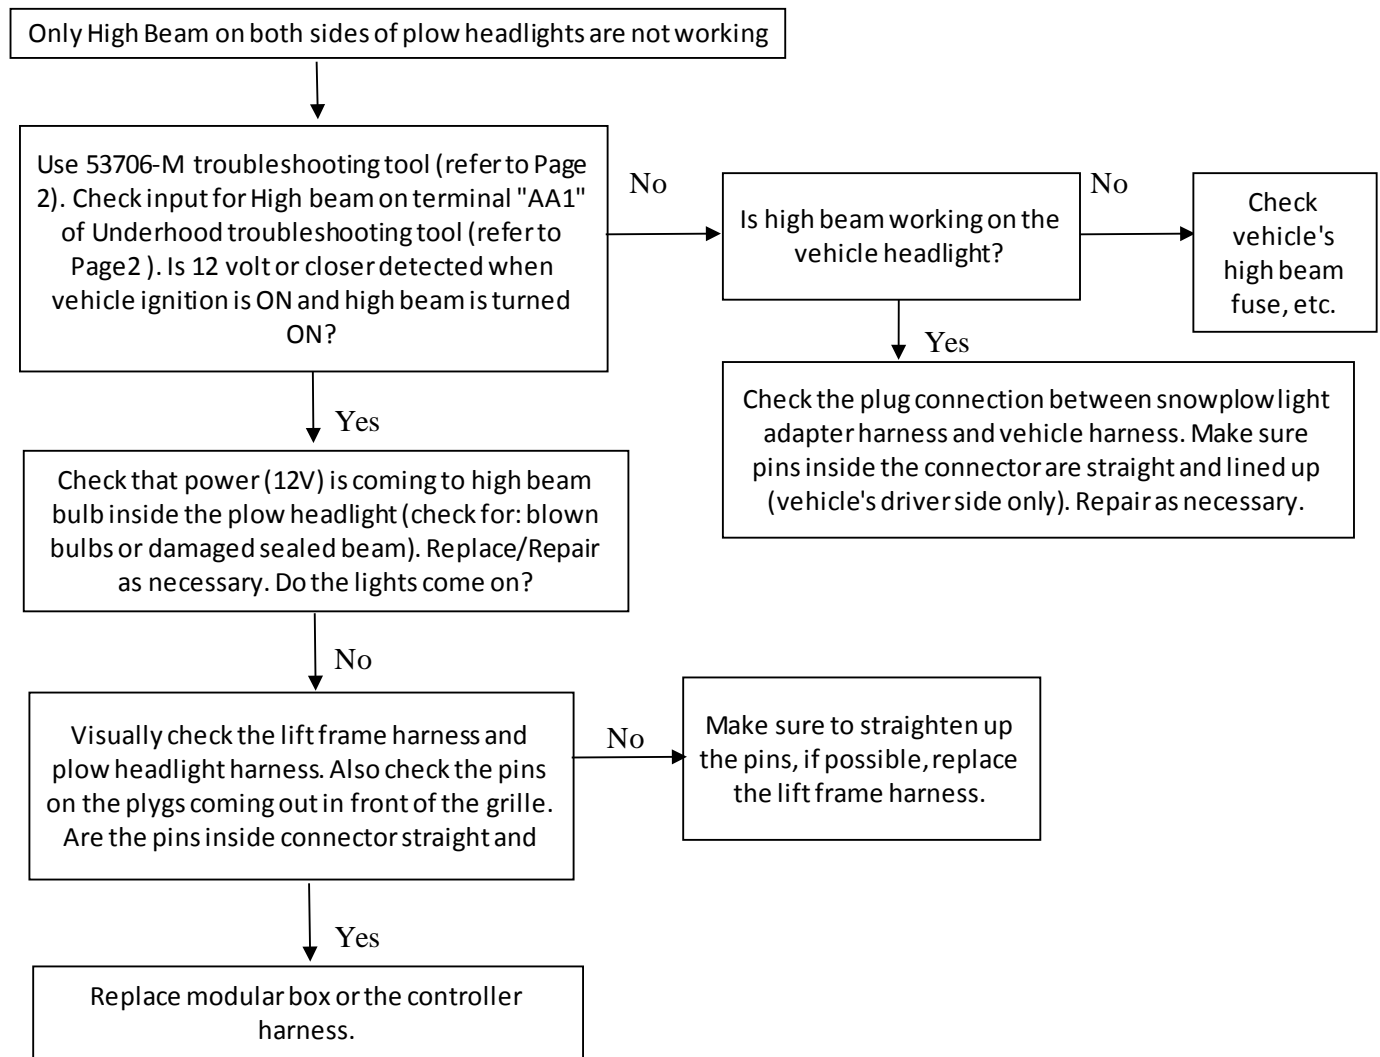 Only High Beam on both sides of plow headlights are not working
Use 53706-M troubleshooting tool (refer to Page
2). Check input for High beam on terminal "AA1"
of Underhood troubleshooting tool (refer to
Page2 ). Is 12 volt or closer detected when
vehicle ignition is ON and high beam is turned
ON?
No
Is high beam working on the
vehicle headlight?
No
Check
vehicle's
high beam
fuse, etc.
Yes
Check the plug connection between snowplow light
adapter harness and vehicle harness. Make sure
pins inside the connector are straight and lined up
(vehicle's driver side only). Repair as necessary.
Yes
Check that power (12V) is coming to high beam
bulb inside the plow headlight (check for: blown
bulbs or damaged sealed beam). Replace/Repair
as necessary. Do the lights come on?
No
Visually check the lift frame harness and
plow headlight harness. Also check the pins
on the plygs coming out in front of the grille.
Are the pins inside connector straight and
No
Make sure to straighten up
the pins, if possible, replace
the lift frame harness.
Yes
Replace modular box or the controller
harness.